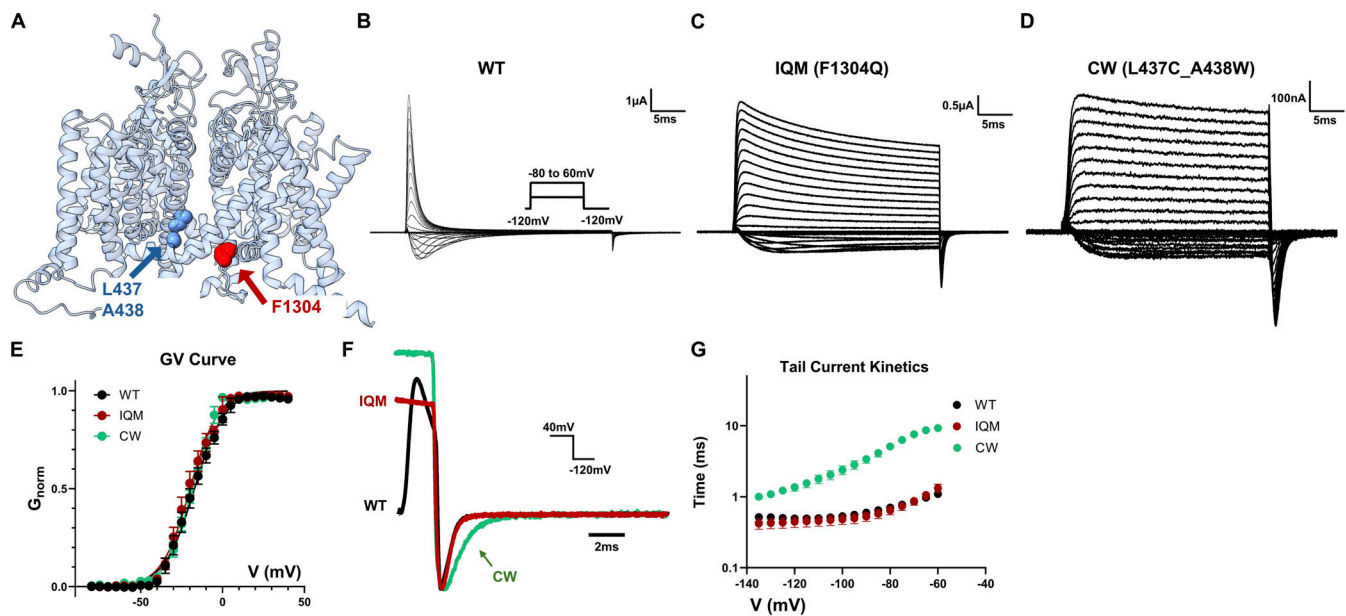 A
L437
A438
F1304
B
WT
1µA
5ms
-80 to 60mV
-120mV
-120mV
C
IQM (F1304Q)
0.5µA
5ms
D
CW (L437C_A438W)
100nA
5ms
E
GV Curve
WT
IQM
CW
Gnorm
1.0
0.5
0.0
-50
0
50
V (mV)
F
IQM
WT
40mV
-120mV
2ms
CW
G
Tail Current Kinetics
WT
IQM
CW
Time (ms)
10
1
0.1
-140
-120
-100
-80
-60
-40
V (mV)